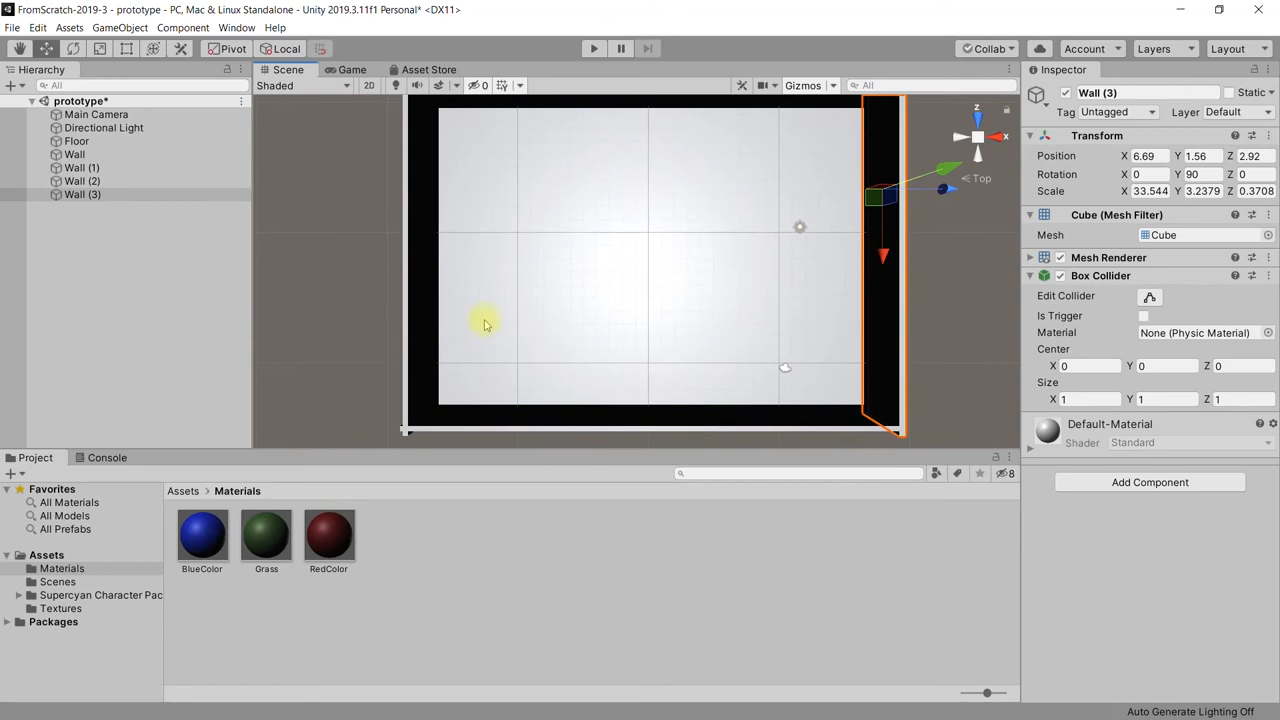 FromScratch-2019-3 - prototype - PC, Mac & Linux Standalone - Unity 2019.3.11f1 Personal* <DX11>
File Edit Assets GameObject Component Window Help
Pivot Local Collab Account Layers Layout
Hierarchy
All
prototype*
Main Camera
Directional Light
Floor
Wall
Wall (1)
Wall (2)
Wall (3)
Scene Game Asset Store
Shaded 2D 0 Gizmos All
z
x
Top
Inspector
Wall (3) Static
Tag Untagged Layer Default
Transform
Position X 6.69 Y 1.56 Z 2.92
Rotation X 0 Y 90 Z 0
Scale X 33.544 Y 3.2379 Z 0.3708
Cube (Mesh Filter)
Mesh Cube
Mesh Renderer
Box Collider
Edit Collider
Is Trigger
Material None (Physic Material)
Center
X 0 Y 0 Z 0
Size
X 1 Y 1 Z 1
Default-Material
Shader Standard
Add Component
Project Console
8
Favorites
All Materials
All Models
All Prefabs
Assets
Materials
Scenes
Supercyan Character Pac
Textures
Packages
Assets > Materials
BlueColor Grass RedColor
Auto Generate Lighting Off